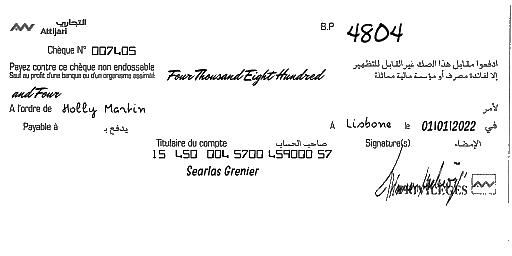 التجاري
Attijari
B.P 4804
Chèque N° 007405
Payez contre ce chèque non endossable
Sauf au profit d'une banque ou d'un organisme assimilé
Four Thousand Eight Hundred
ادفعوا مقابل هذا الصك غير القابل للتظهير
إلا لفائدة مصرف أو مؤسسة مالية مماثلة
and Four
A l'ordre de Holly Martin
لأمر
Payable à
يدفع بـ
A Lisbone le 01/01/2022 في
Titulaire du compte صاحب الحساب
Signature(s) الإمضاء
15 450 004 5700 459000 57
Searlas Grenier
PRIVILEGES